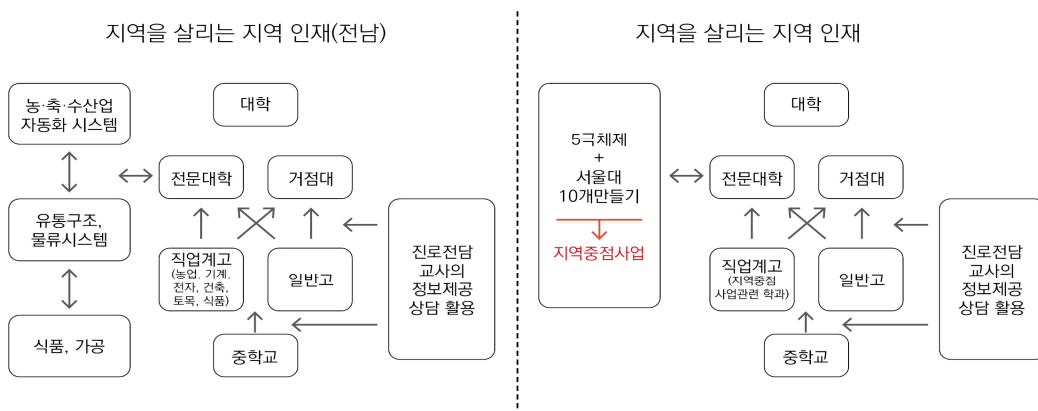 지역을 살리는 지역 인재(전남)
농·축·수산업
자동화 시스템
대학
전문대학
거점대
유통구조,
물류시스템
직업계고
(농업, 기계,
전자, 건축,
토목, 식품)
일반고
진로전담
교사의
정보제공
상담 활용
식품, 가공
중학교
지역을 살리는 지역 인재
5극체제
+
서울대
10개만들기
지역중점사업
대학
전문대학
거점대
직업계고
(지역중점
사업관련 학과)
일반고
진로전담
교사의
정보제공
상담 활용
중학교